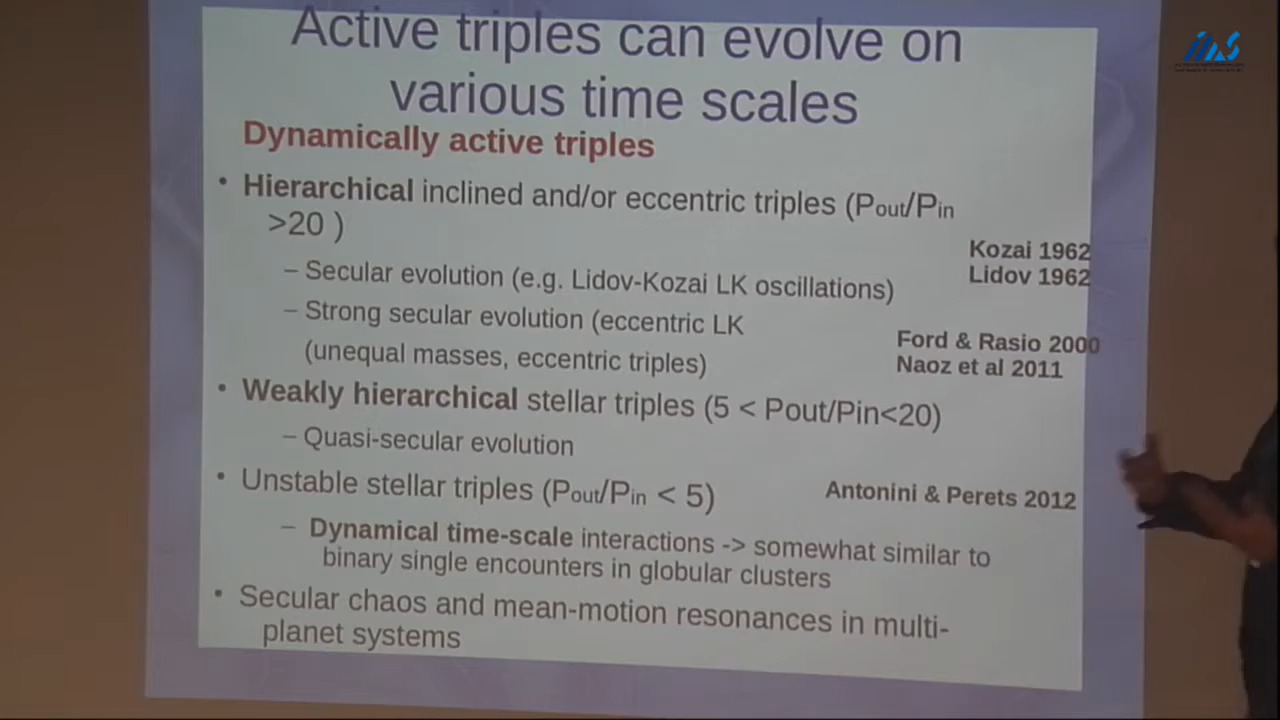 Active triples can evolve on
various time scales
Dynamically active triples
• Hierarchical inclined and/or eccentric triples (Pout/Pin
>20 )
Kozai 1962
Lidov 1962
– Secular evolution (e.g. Lidov-Kozai LK oscillations)
– Strong secular evolution (eccentric LK
(unequal masses, eccentric triples)
Ford & Rasio 2000
Naoz et al 2011
• Weakly hierarchical stellar triples (5 < Pout/Pin<20)
– Quasi-secular evolution
• Unstable stellar triples (Pout/Pin < 5)
Antonini & Perets 2012
– Dynamical time-scale interactions -> somewhat similar to
binary single encounters in globular clusters
• Secular chaos and mean-motion resonances in multi-
planet systems